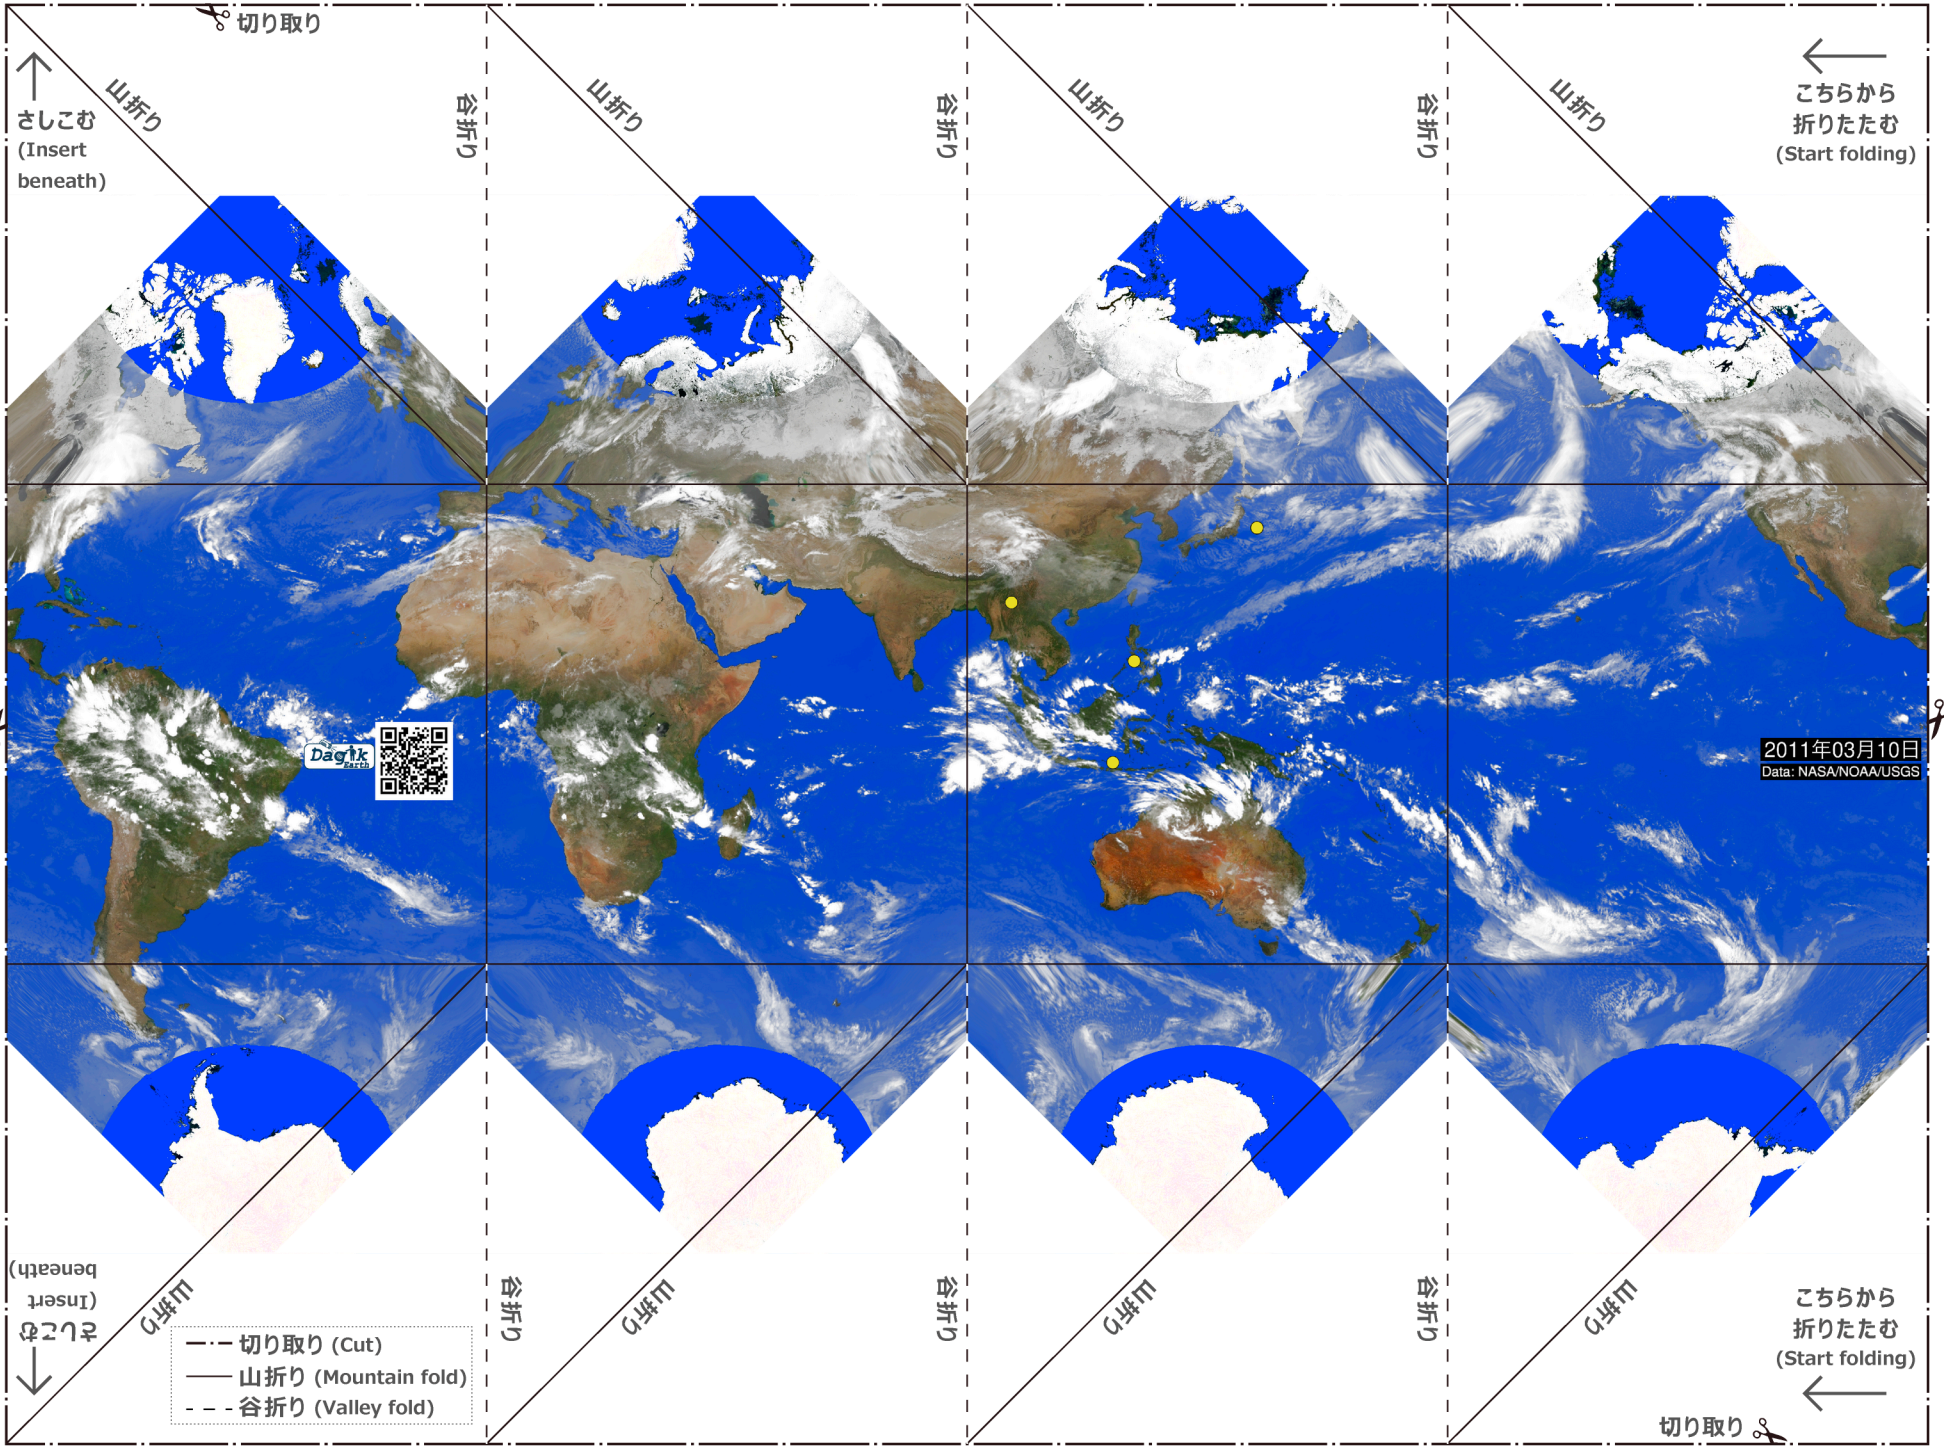 切り取り
山折り
谷折り
山折り
谷折り
山折り
谷折り
山折り
さしこむ
(Insert
beneath)
こちらから
折りたたむ
(Start folding)
Dagik
Earth
2011年03月10日
Data: NASA/NOAA/USGS
さしこむ
(Insert
beneath)
山折り
谷折り
山折り
谷折り
山折り
谷折り
山折り
こちらから
折りたたむ
(Start folding)
切り取り (Cut)
山折り (Mountain fold)
谷折り (Valley fold)
切り取り